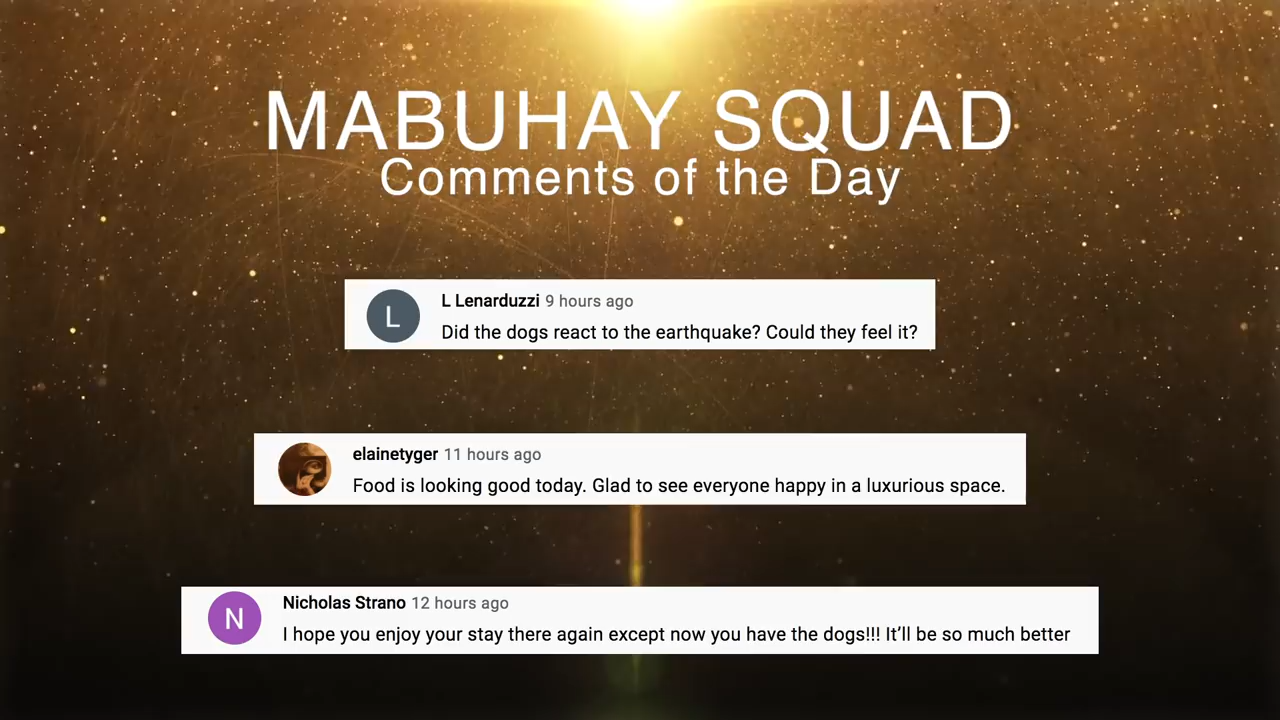 MABUHAY SQUAD
Comments of the Day
L
L Lenarduzzi 9 hours ago
Did the dogs react to the earthquake? Could they feel it?
elainetyger 11 hours ago
Food is looking good today. Glad to see everyone happy in a luxurious space.
N
Nicholas Strano 12 hours ago
I hope you enjoy your stay there again except now you have the dogs!!! It’ll be so much better